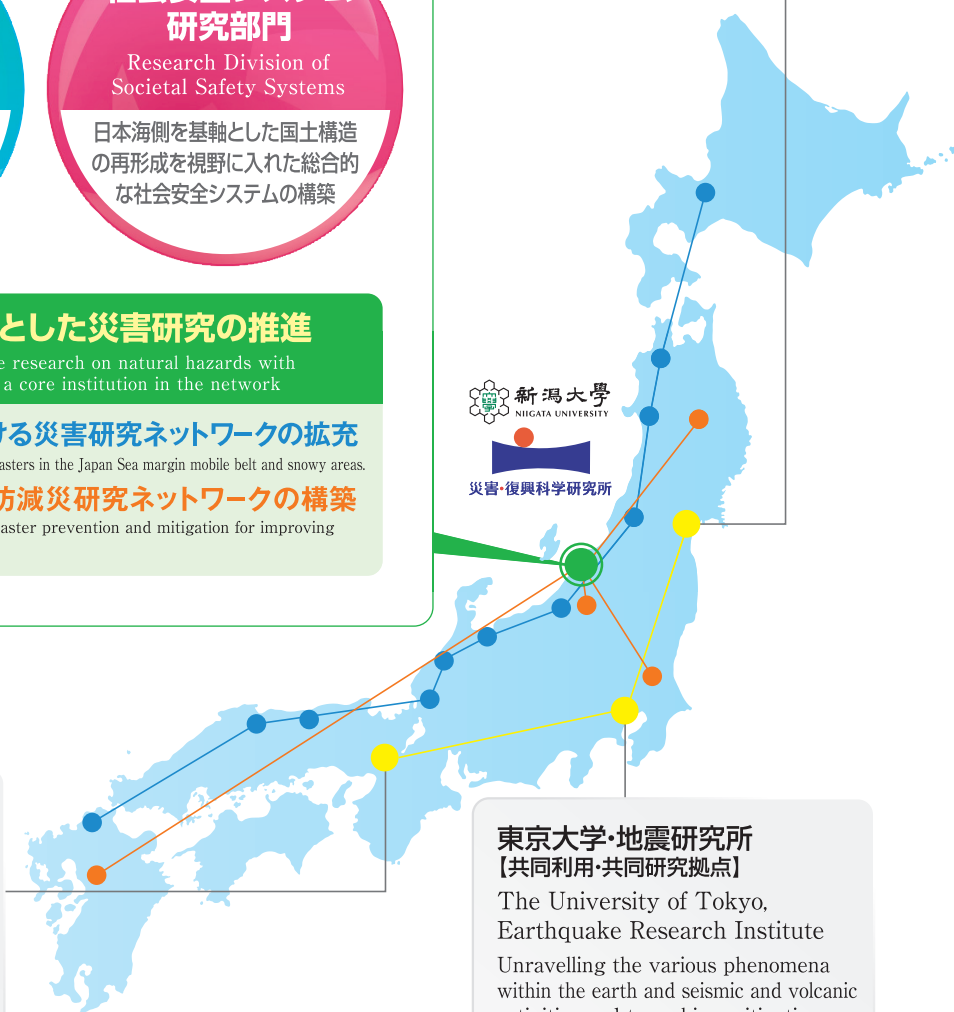 研究部門
Research Division of
Societal Safety Systems
日本海側を基軸とした国土構造
の再形成を視野に入れた総合的
な社会安全システムの構築
とした災害研究の推進
research on natural hazards with
a core institution in the network
る災害研究ネットワークの拡充
asters in the Japan Sea margin mobile belt and snowy areas.
防減災研究ネットワークの構築
aster prevention and mitigation for improving
新潟大學
NIIGATA UNIVERSITY
災害・復興科学研究所
東京大学・地震研究所
【共同利用・共同研究拠点】
The University of Tokyo,
Earthquake Research Institute
Unravelling the various phenomena
within the earth and seismic and volcanic